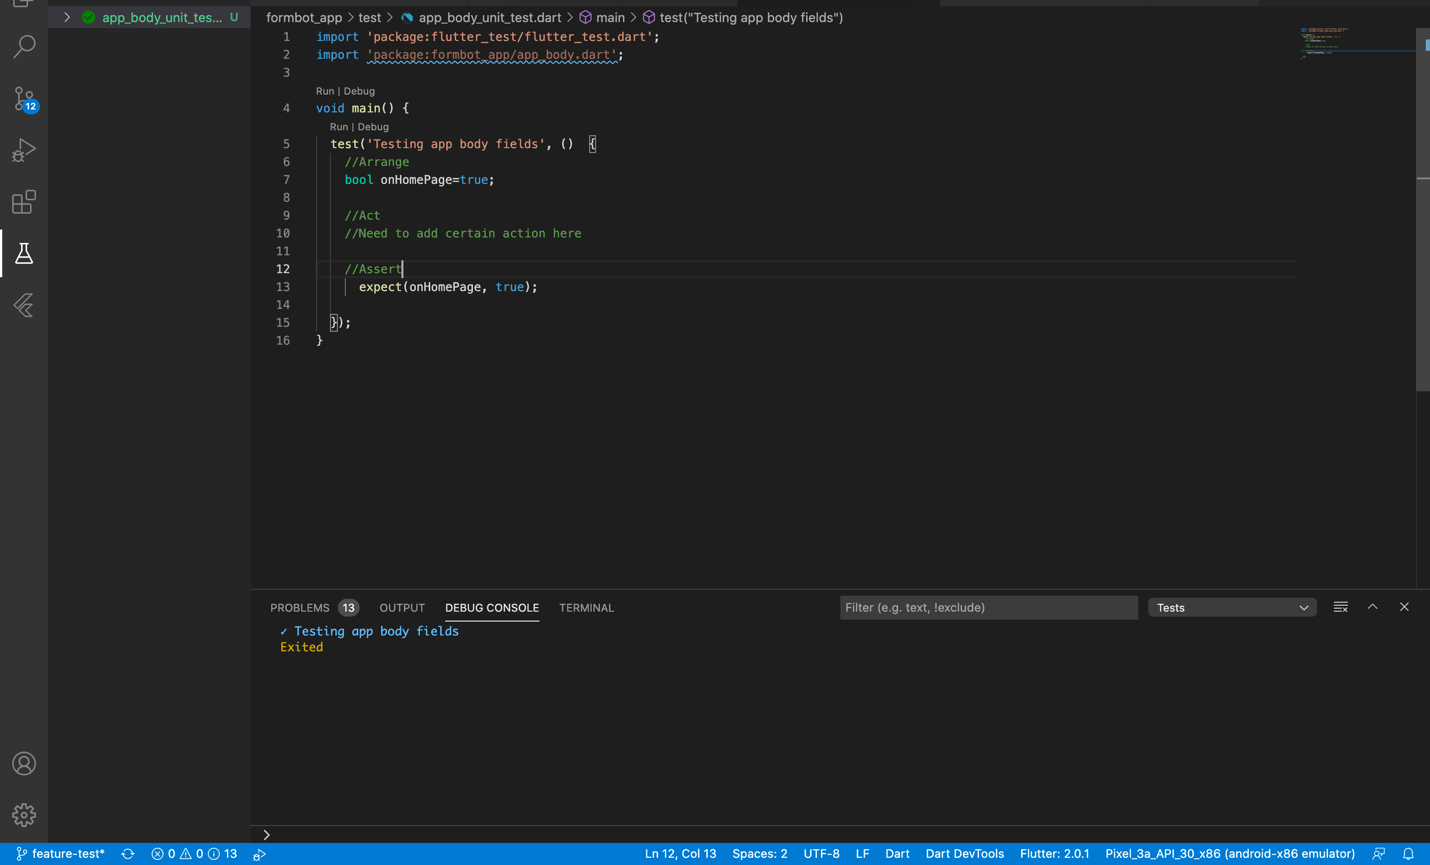 app_body_unit_tes... U
formbot_app > test > app_body_unit_test.dart > main > test("Testing app body fields")
1 import 'package:flutter_test/flutter_test.dart';
2 import 'package:formbot_app/app_body.dart';
3
Run | Debug
4 void main() {
Run | Debug
5 test('Testing app body fields', () {
6 //Arrange
7 bool onHomePage=true;
8
9 //Act
10 //Need to add certain action here
11
12 //Assert
13 expect(onHomePage, true);
14
15 });
16 }
12
PROBLEMS 13 OUTPUT DEBUG CONSOLE TERMINAL Filter (e.g. text, !exclude) Tests
✓ Testing app body fields
Exited
>
feature-test* 0 0 13 Ln 12, Col 13 Spaces: 2 UTF-8 LF Dart Dart DevTools Flutter: 2.0.1 Pixel_3a_API_30_x86 (android-x86 emulator)